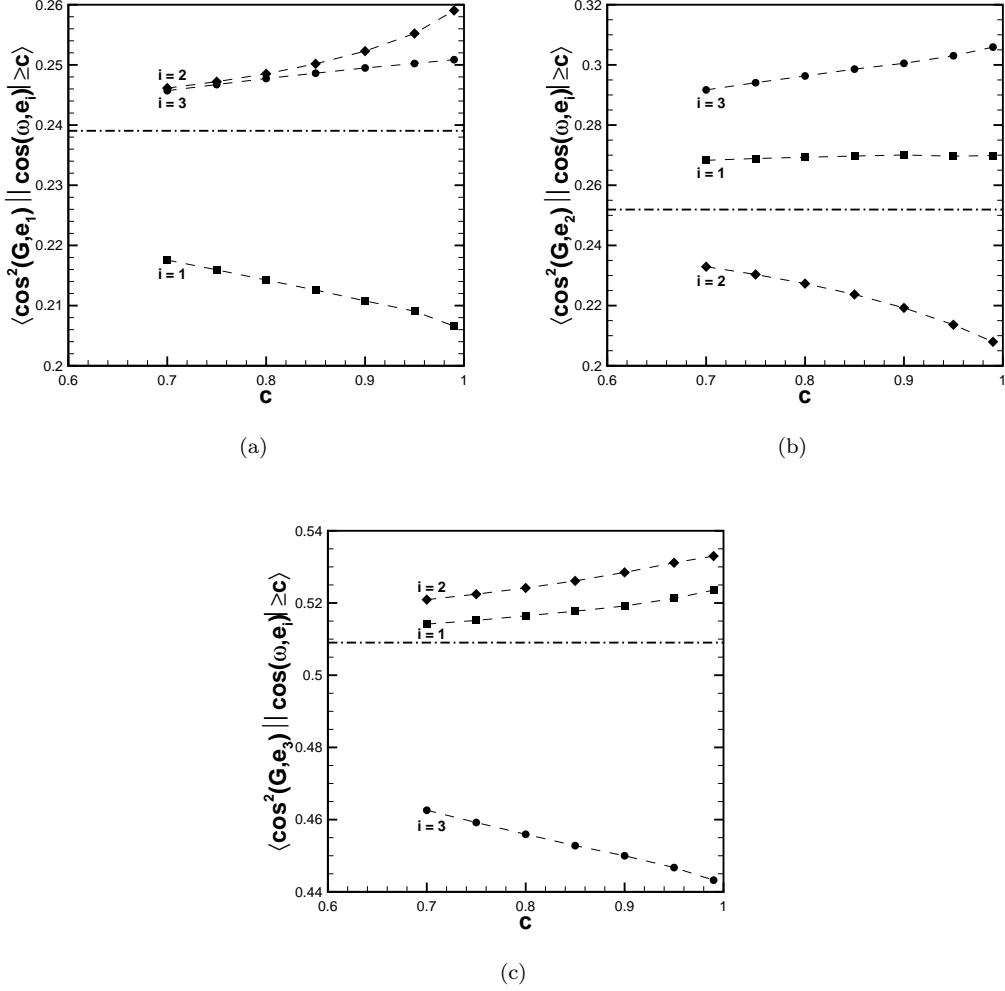 ⟨cos²(G,e₁) || cos(ω,eᵢ)| ≥c⟩
0.26
0.25
0.24
0.23
0.22
0.21
0.2
i = 2
i = 3
i = 1
0.6 0.7 0.8 0.9 1
c
(a)
⟨cos²(G,e₂) || cos(ω,eᵢ)| ≥c⟩
0.32
0.3
0.28
0.26
0.24
0.22
0.2
i = 3
i = 1
i = 2
0.6 0.7 0.8 0.9 1
c
(b)
⟨cos²(G,e₃) || cos(ω,eᵢ)| ≥c⟩
0.54
0.52
0.5
0.48
0.46
0.44
i = 2
i = 1
i = 3
0.6 0.7 0.8 0.9 1
c
(c)